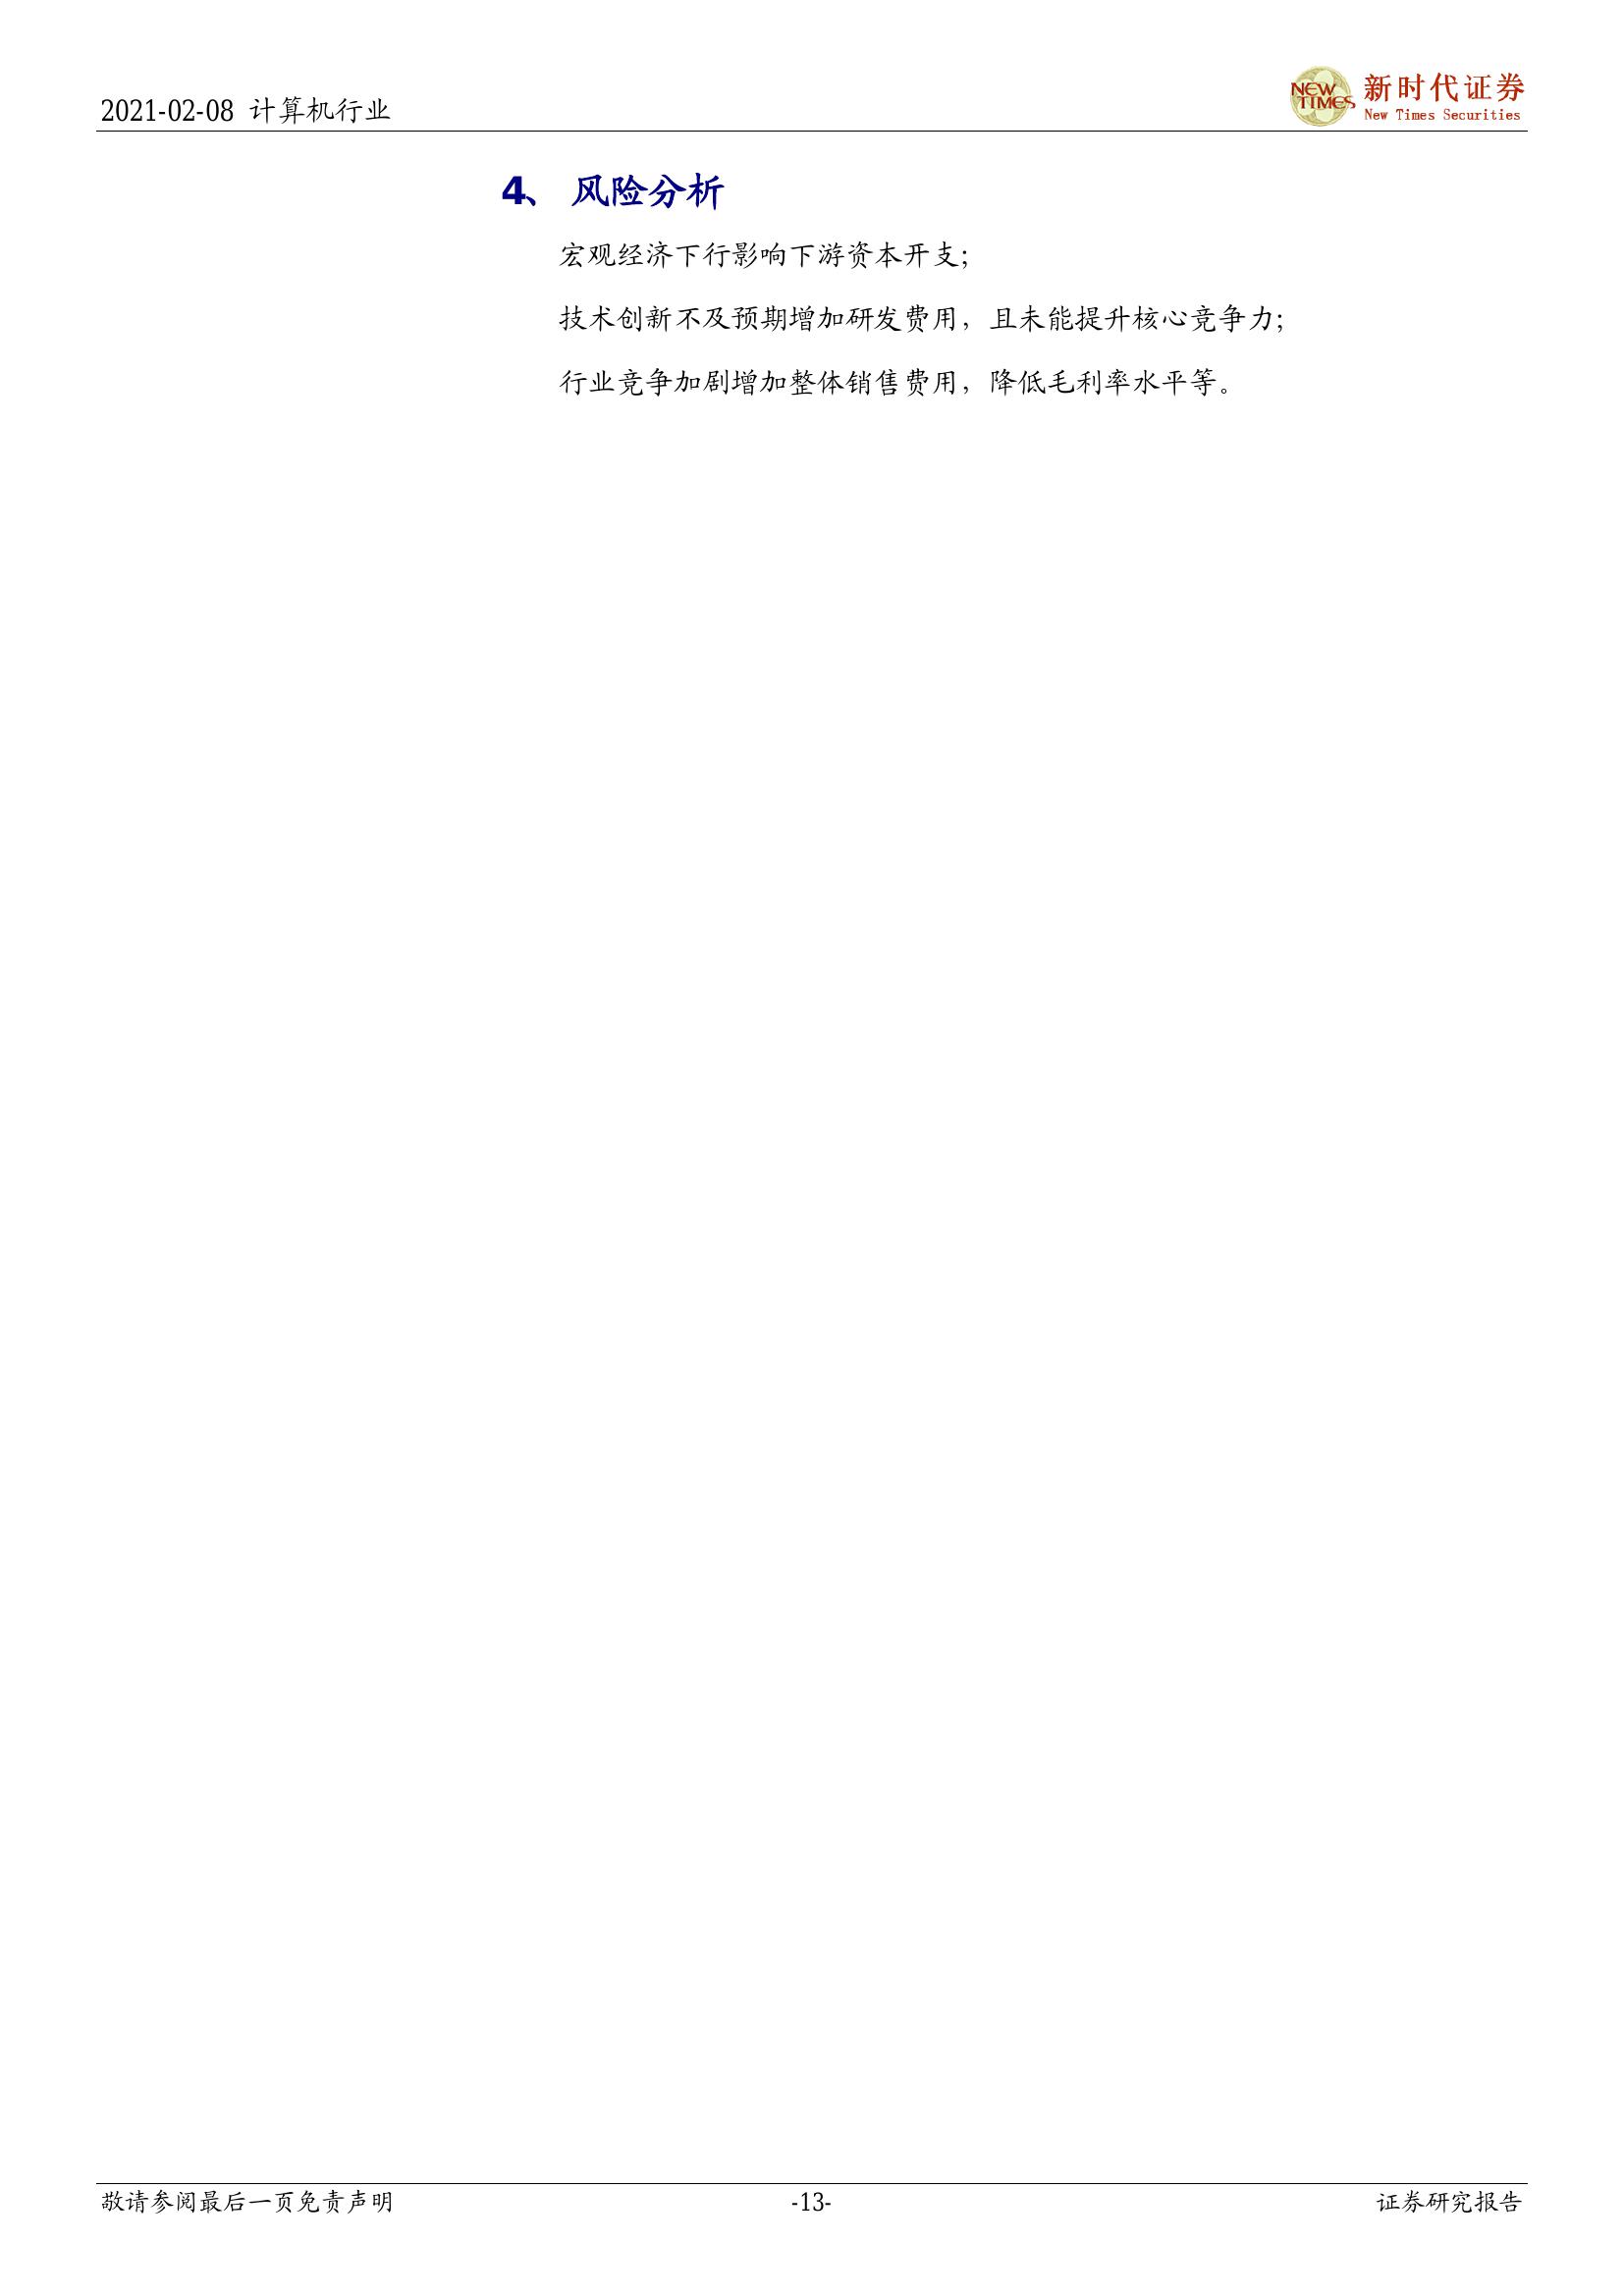 2021-02-08 计算机行业
NEW TIMES
新时代证券
New Times Securities
4、 风险分析
宏观经济下行影响下游资本开支；
技术创新不及预期增加研发费用，且未能提升核心竞争力；
行业竞争加剧增加整体销售费用，降低毛利率水平等。
敬请参阅最后一页免责声明 -13- 证券研究报告